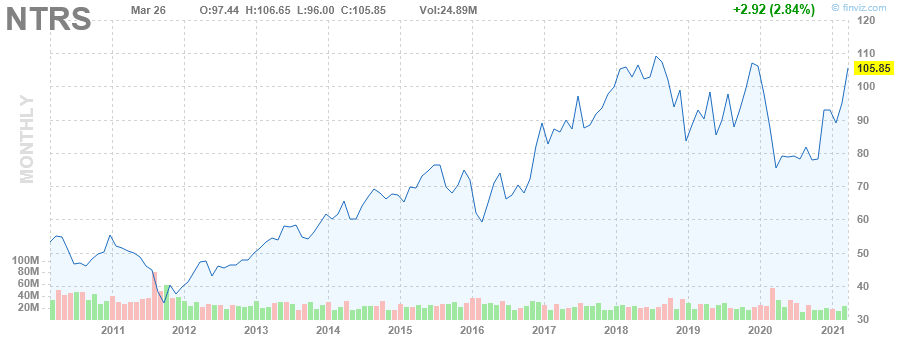 NTRS Mar 26 O:97.44 H:106.65 L:96.00 C:105.85 Vol:24.89M +2.92 (2.84%) © finviz.com
120
110
105.85
100
90
80
70
60
50
40
30
MONTHLY
100M
80M
60M
40M
20M
2011 2012 2013 2014 2015 2016 2017 2018 2019 2020 2021